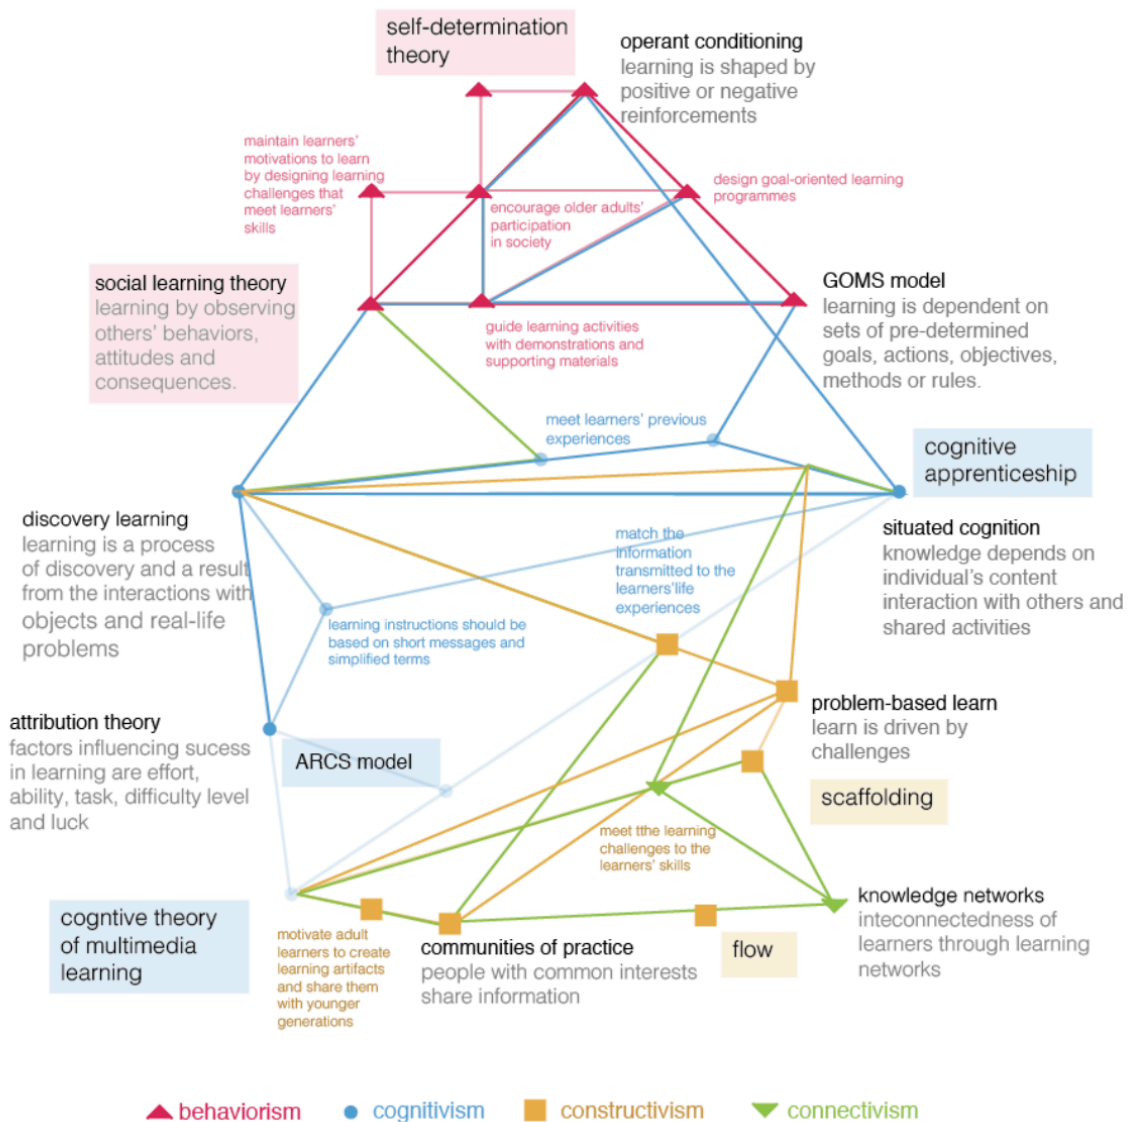 self-determination
theory
operant conditioning
learning is shaped by
positive or negative
reinforcements
maintain learners'
motivations to learn
by designing learning
challenges that
meet learners'
skills
design goal-oriented learning
programmes
encourage older adults'
participation
in society
social learning theory
learning by observing
others' behaviors,
attitudes and
consequences.
GOMS model
learning is dependent on
sets of pre-determined
goals, actions, objectives,
methods or rules.
guide learning activities
with demonstrations and
supporting materials
meet learners' previous
experiences
cognitive
apprenticeship
discovery learning
learning is a process
of discovery and a result
from the interactions with
objects and real-life
problems
match the
information
transmitted to the
learners'life
experiences
situated cognition
knowledge depends on
individual's content
interaction with others and
shared activities
learning instructions should be
based on short messages and
simplified terms
attribution theory
factors influencing sucess
in learning are effort,
ability, task, difficulty level
and luck
ARCS model
problem-based learn
learn is driven by
challenges
scaffolding
meet tthe learning
challenges to the
learners' skills
cogntive theory
of multimedia
learning
motivate adult
learners to create
learning artifacts
and share them
with younger
generations
communities of practice
people with common interests
share information
flow
knowledge networks
inteconnectedness of
learners through learning
networks
behaviorism
cognitivism
constructivism
connectivism